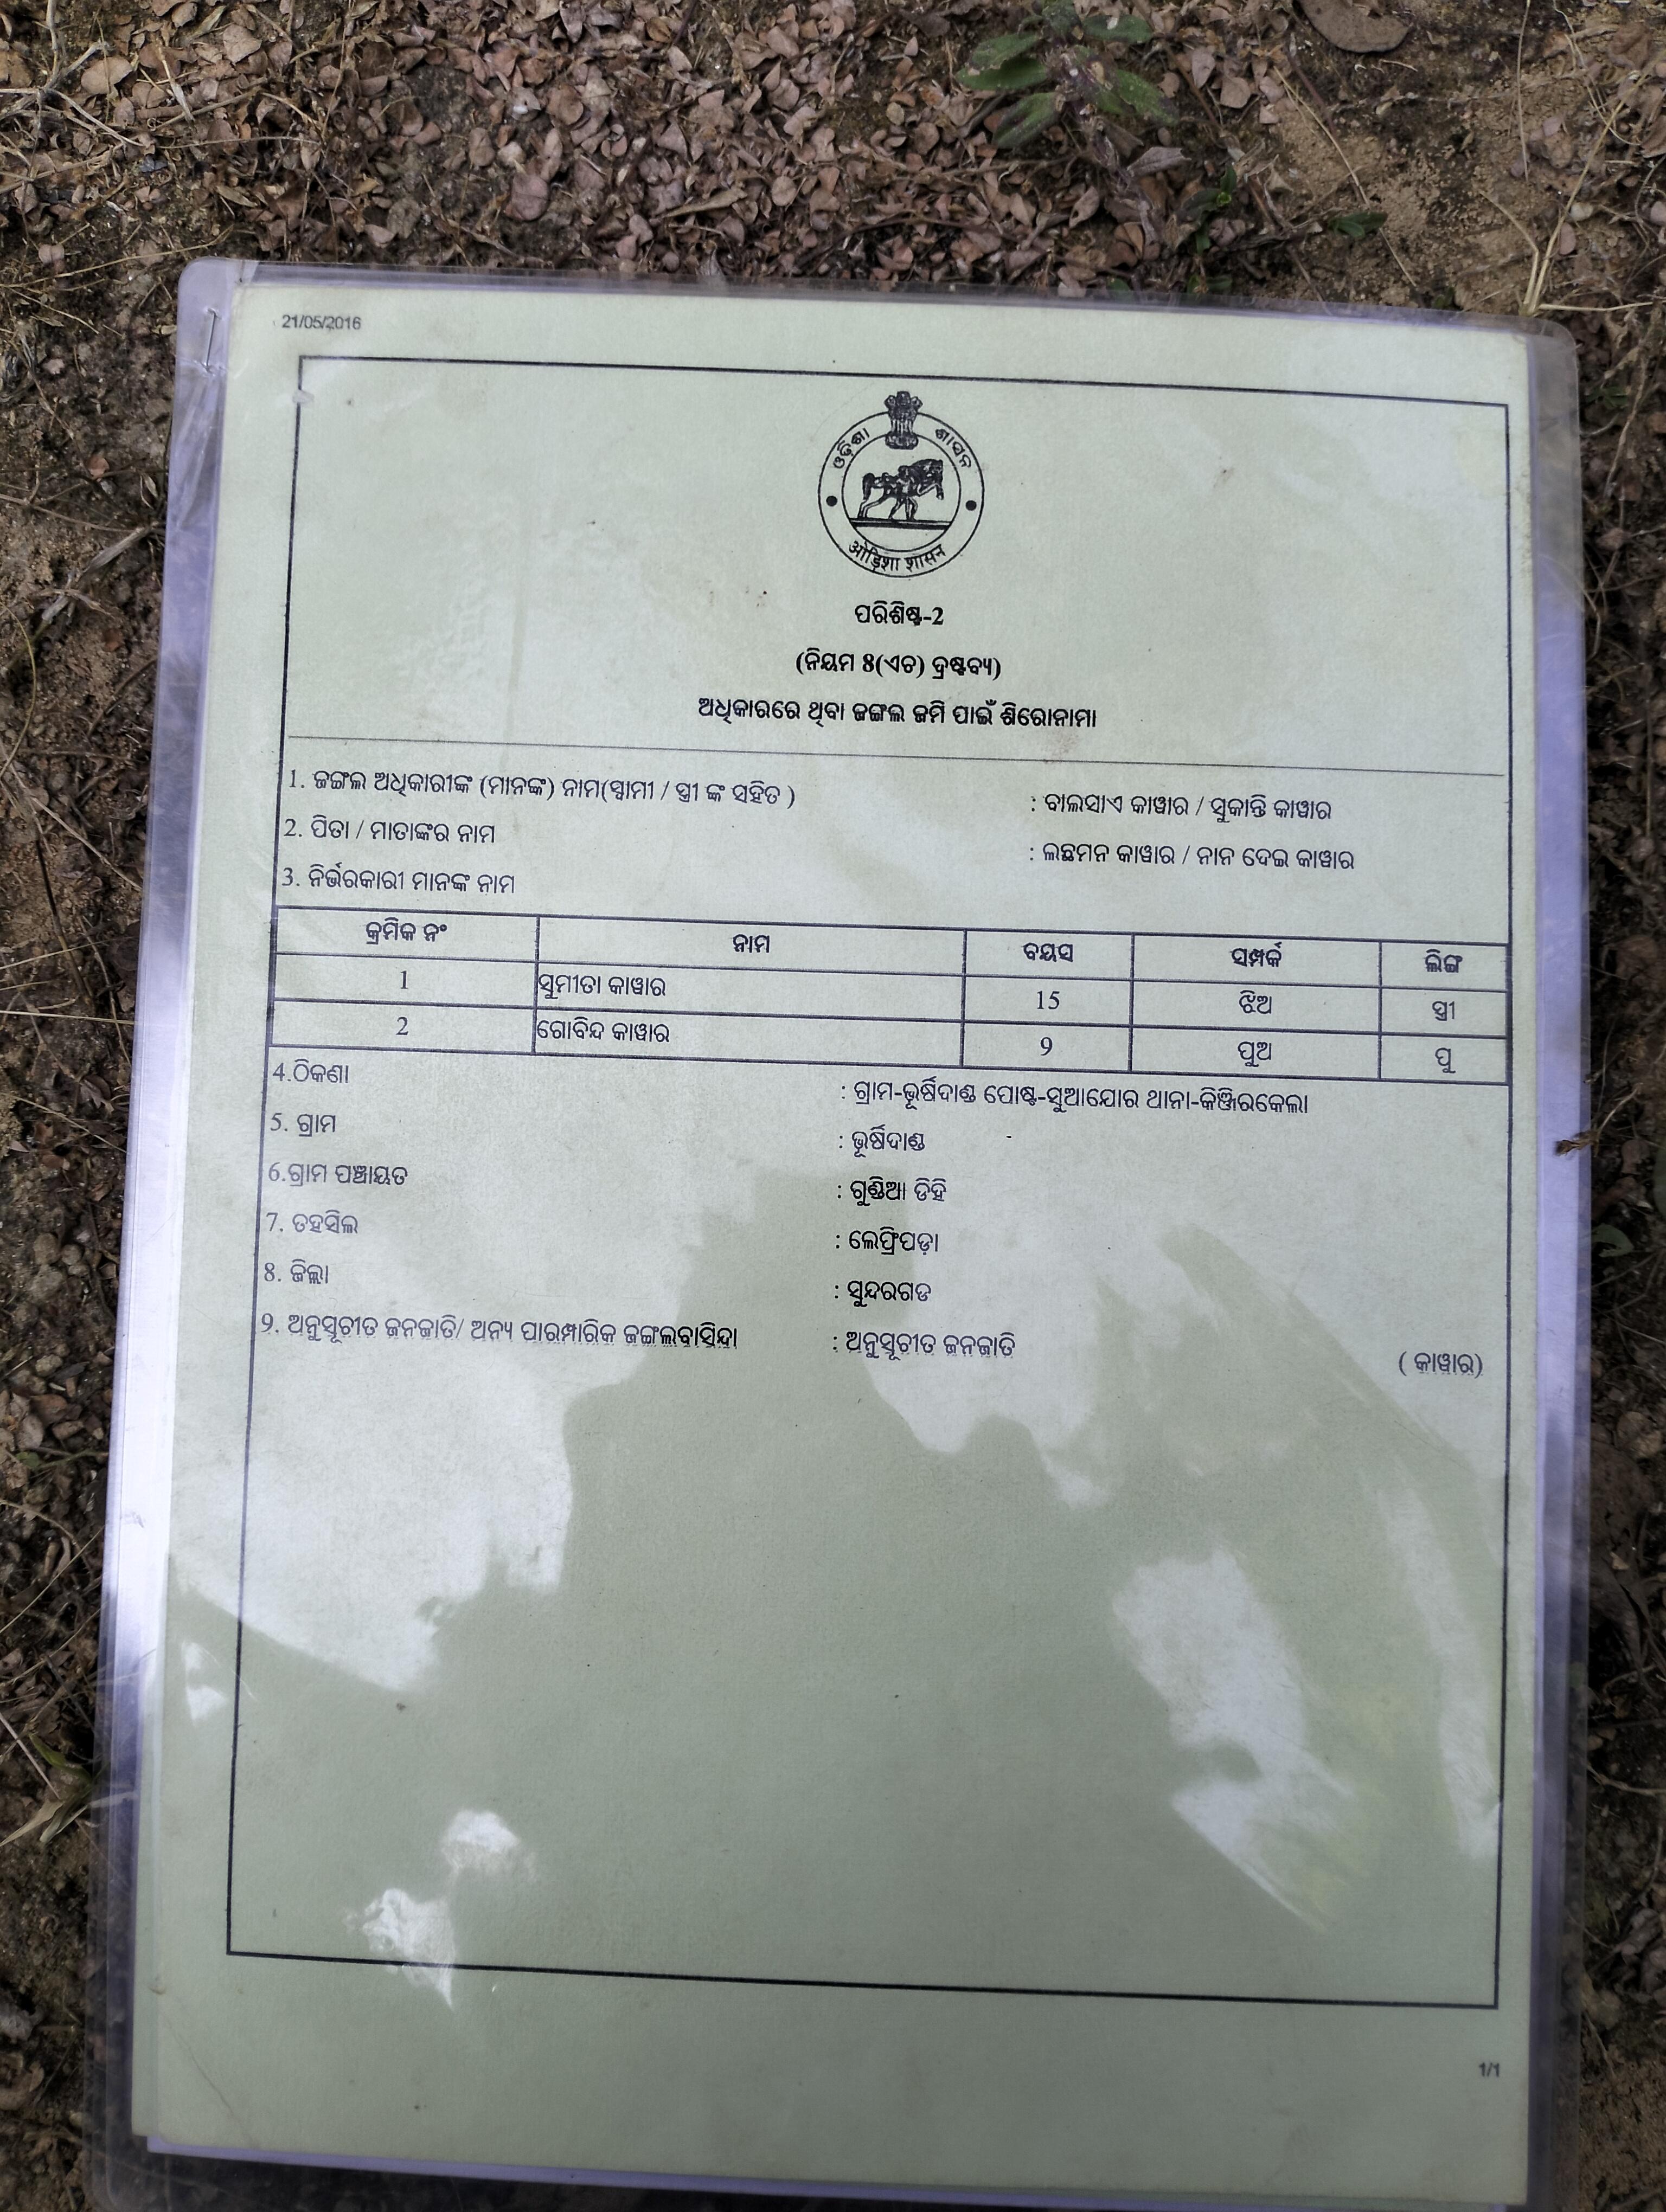 21/05/2016
ଓଡ଼ିଶା ଶାସନ
ओड़िशा शासन
ପରିଶିଷ୍ଟ-2
(ନିୟମ ୫(ଏଚ) ଦ୍ରଷ୍ଟବ୍ୟ)
ଅଧିକାରରେ ଥିବା ଜଙ୍ଗଲ ଜମି ପାଇଁ ଶିରୋନାମା
1. ଜଙ୍ଗଲ ଅଧିକାରୀଙ୍କ (ମାନଙ୍କ) ନାମ(ସ୍ୱାମୀ / ସ୍ତ୍ରୀ ଙ୍କ ସହିତ ) : ବାଲସାଏ କାୱାର / ସୁକାନ୍ତି କାୱାର
2. ପିତା / ମାତାଙ୍କର ନାମ : ଲଛମନ କାୱାର / ନାନ ଦେଇ କାୱାର
3. ନିର୍ଭରକାରୀ ମାନଙ୍କ ନାମ
କ୍ରମିକ ନଂ ନାମ ବୟସ ସମ୍ପର୍କ ଲିଙ୍ଗ
1 ସୁମୀତା କାୱାର 15 ଝିଅ ସ୍ତ୍ରୀ
2 ଗୋବିନ୍ଦ କାୱାର 9 ପୁଅ ପୁ
4.ଠିକଣା : ଗ୍ରାମ-ଭୂର୍ଷିଦାଣ୍ଡ ପୋଷ୍ଟ-ସୁଆଯୋର ଥାନା-କିଞ୍ଜିରକେଲା
5. ଗ୍ରାମ : ଭୂର୍ଷିଦାଣ୍ଡ
6.ଗ୍ରାମ ପଞ୍ଚାୟତ : ଗୁଣ୍ଡିଆ ଡିହି
7. ତହସିଲ : ଲେଫ୍ରିପଡ଼ା
8. ଜିଲ୍ଲା : ସୁନ୍ଦରଗଡ
9. ଅନୁସୂଚୀତ ଜନଜାତି/ ଅନ୍ୟ ପାରମ୍ପାରିକ ଜଙ୍ଗଲବାସିନ୍ଦା : ଅନୁସୂଚୀତ ଜନଜାତି ( କାୱାର)
1/1